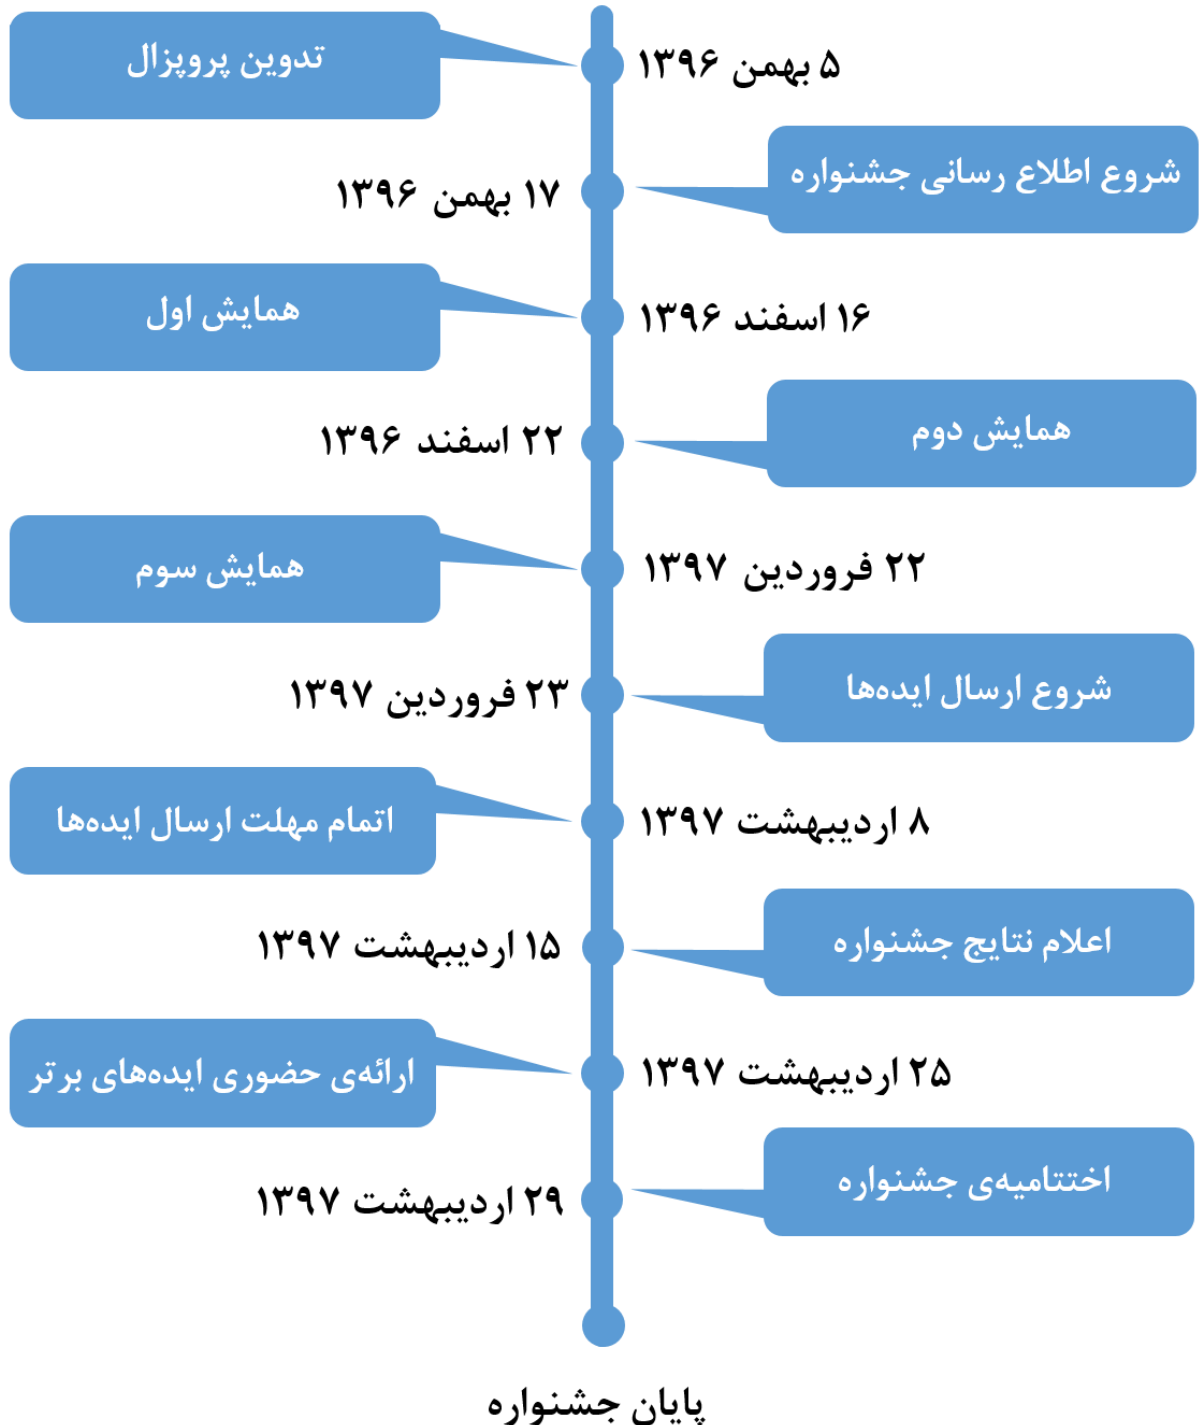 ۵ بهمن ۱۳۹۶
تدوین پروپزال
شروع اطلاع رسانی جشنواره
۱۷ بهمن ۱۳۹۶
۱۶ اسفند ۱۳۹۶
همایش اول
همایش دوم
۲۲ اسفند ۱۳۹۶
۲۲ فروردین ۱۳۹۷
همایش سوم
شروع ارسال ایده‌ها
۲۳ فروردین ۱۳۹۷
۸ اردیبهشت ۱۳۹۷
اتمام مهلت ارسال ایده‌ها
اعلام نتایج جشنواره
۱۵ اردیبهشت ۱۳۹۷
۲۵ اردیبهشت ۱۳۹۷
ارائه‌ی حضوری ایده‌های برتر
اختتامیه‌ی جشنواره
۲۹ اردیبهشت ۱۳۹۷
پایان جشنواره